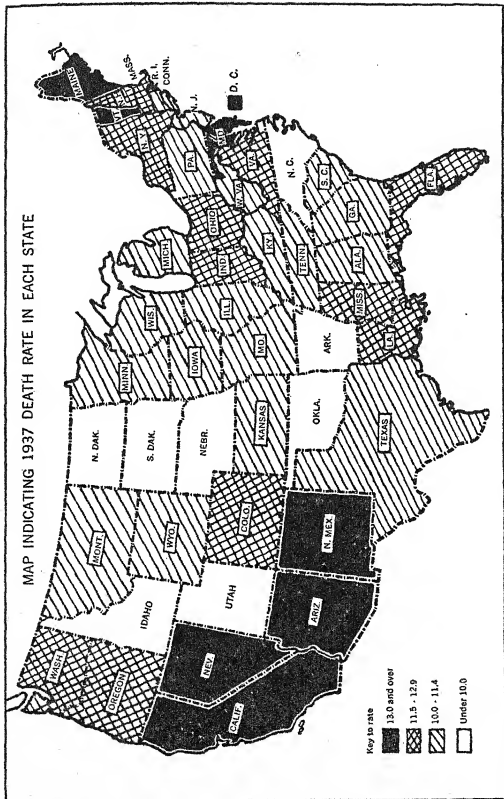 MAP INDICATING 1937 DEATH RATE IN EACH STATE
WASH.
OREGON
CALIF.
NEV.
IDAHO
UTAH
ARIZ.
MONT.
WYO.
COLO.
N. MEX.
N. DAK.
S. DAK.
NEBR.
KANSAS
OKLA.
TEXAS
MINN.
IOWA
MO.
ARK.
LA.
WIS.
ILL.
MICH.
IND.
OHIO
KY.
TENN.
MISS.
ALA.
GA.
FLA.
S. C.
N. C.
VA.
W. VA.
MD.
D. C.
PA.
N. J.
N. Y.
CONN.
R. I.
MASS.
MAINE
Key to rate
13.0 and over
11.5 - 12.9
10.0 - 11.4
Under 10.0